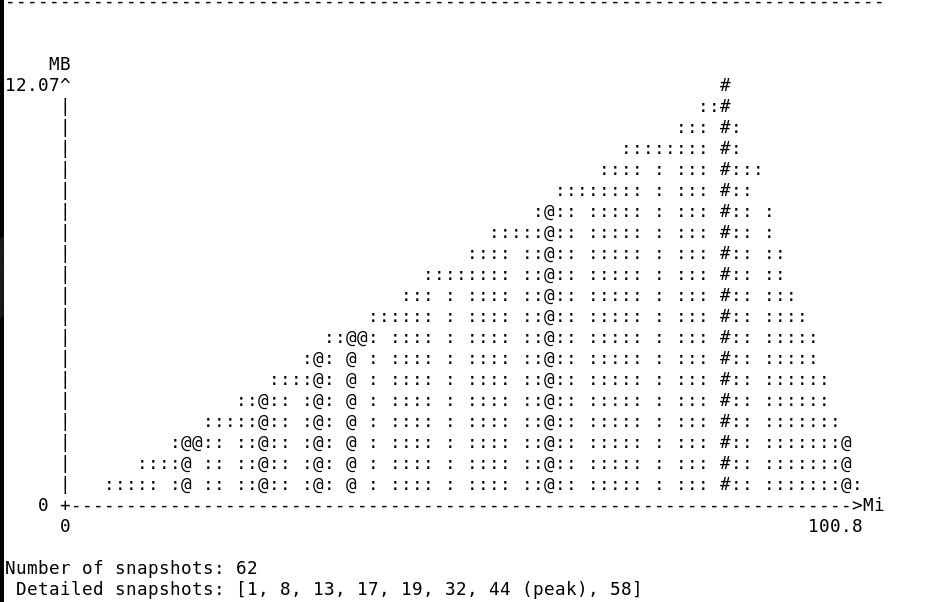 --------------------------------------------------------------------------------
    MB
12.07^                                                           #
     |                                                         ::#
     |                                                       ::: #:
     |                                                  :::::::: #:
     |                                                :::: : ::: #:::
     |                                            :::::::: : ::: #::
     |                                          :@:: ::::: : ::: #:: :
     |                                      :::::@:: ::::: : ::: #:: :
     |                                    :::: ::@:: ::::: : ::: #:: ::
     |                                :::::::: ::@:: ::::: : ::: #:: ::
     |                              ::: : :::: ::@:: ::::: : ::: #:: :::
     |                           :::::: : :::: ::@:: ::::: : ::: #:: ::::
     |                       ::@@: :::: : :::: ::@:: ::::: : ::: #:: :::::
     |                     :@: @ : :::: : :::: ::@:: ::::: : ::: #:: :::::
     |                  ::::@: @ : :::: : :::: ::@:: ::::: : ::: #:: ::::::
     |               ::@:: :@: @ : :::: : :::: ::@:: ::::: : ::: #:: ::::::
     |            :::::@:: :@: @ : :::: : :::: ::@:: ::::: : ::: #:: :::::::
     |         :@@:: ::@:: :@: @ : :::: : :::: ::@:: ::::: : ::: #:: :::::::@
     |      ::::@ :: ::@:: :@: @ : :::: : :::: ::@:: ::::: : ::: #:: :::::::@
     |   ::::: :@ :: ::@:: :@: @ : :::: : :::: ::@:: ::::: : ::: #:: :::::::@:
   0 +----------------------------------------------------------------------->Mi
     0                                                                   100.8
Number of snapshots: 62
 Detailed snapshots: [1, 8, 13, 17, 19, 32, 44 (peak), 58]